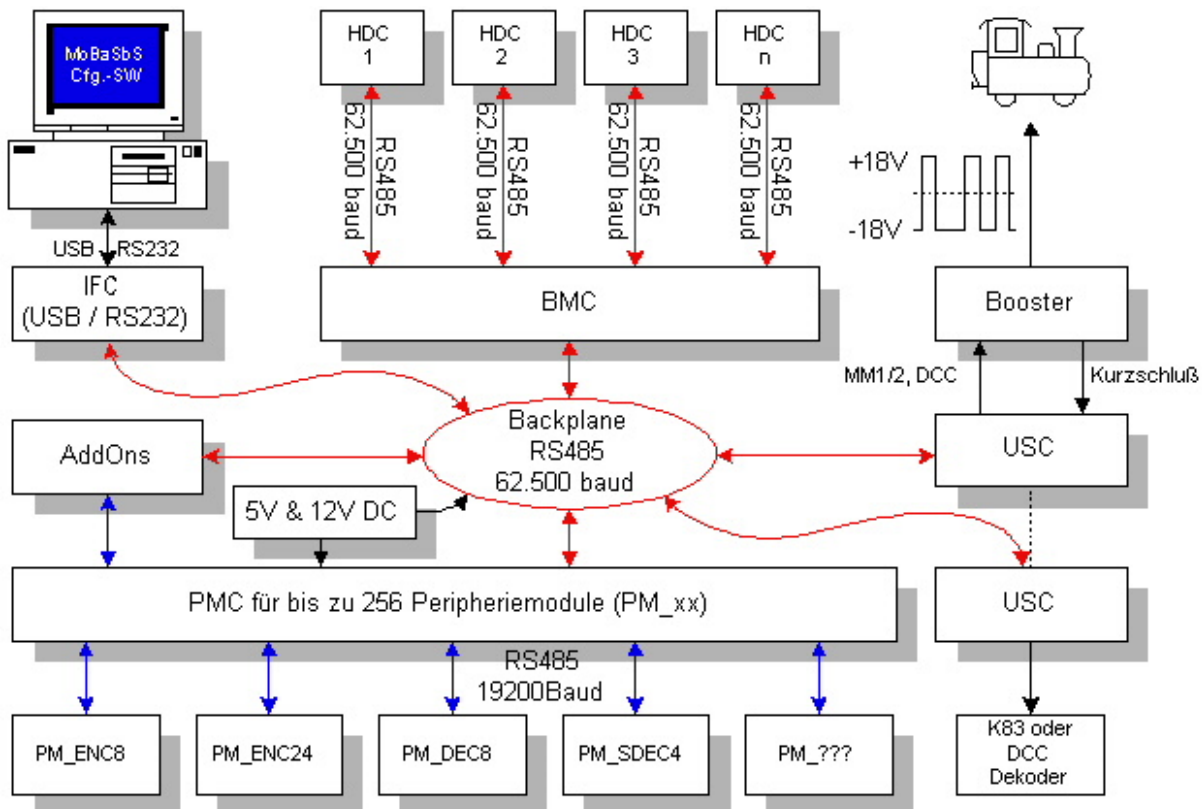 MoBaSbS
Cfg.-SW
HDC
1
HDC
2
HDC
3
HDC
n
RS485
62.500 baud
RS485
62.500 baud
RS485
62.500 baud
RS485
62.500 baud
+18V
-18V
USB
RS232
IFC
(USB / RS232)
BMC
Booster
MM1/2, DCC
Kurzschluß
AddOns
Backplane
RS485
62.500 baud
USC
5V & 12V DC
PMC für bis zu 256 Peripheriemodule (PM_xx)
USC
RS485
19200Baud
PM_ENC8
PM_ENC24
PM_DEC8
PM_SDEC4
PM_???
K83 oder
DCC
Dekoder